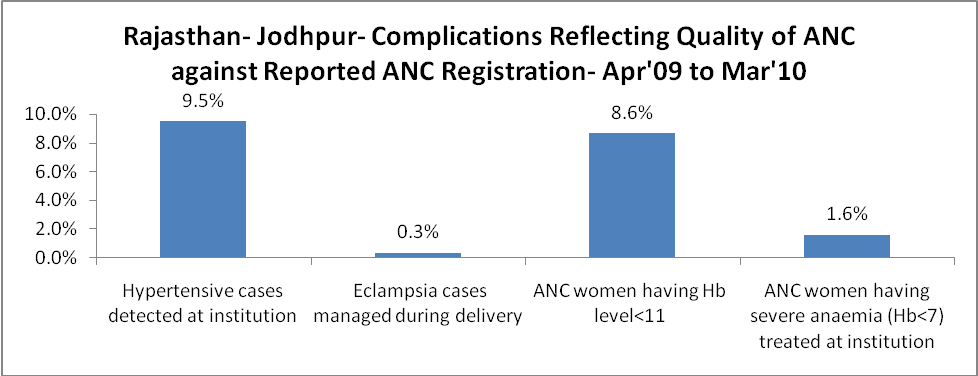 Rajasthan- Jodhpur- Complications Reflecting Quality of ANC
against Reported ANC Registration- Apr'09 to Mar'10
10.0%
8.0%
6.0%
4.0%
2.0%
0.0%
9.5%
0.3%
8.6%
1.6%
Hypertensive cases
detected at institution
Eclampsia cases
managed during delivery
ANC women having Hb
level<11
ANC women having
severe anaemia (Hb<7)
treated at institution